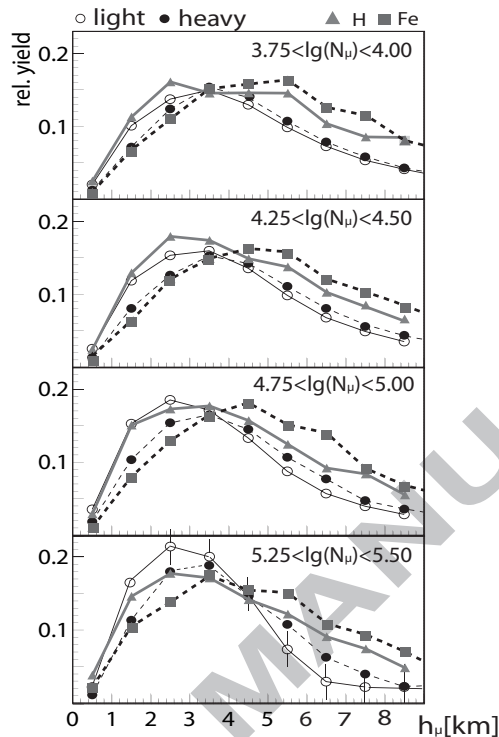 light heavy H Fe
rel. yield
3.75<lg(Nμ)<4.00
0.2
0.1
4.25<lg(Nμ)<4.50
0.2
0.1
4.75<lg(Nμ)<5.00
0.2
0.1
5.25<lg(Nμ)<5.50
0.2
0.1
0 1 2 3 4 5 6 7 8 hμ[km]
MANU